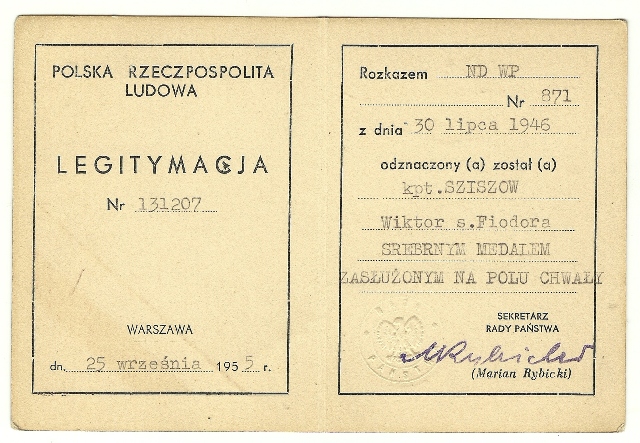 POLSKA RZECZPOSPOLITA
LUDOWA
LEGITYMACJA
Nr 131207
WARSZAWA
dn. 25 września 1955 r.
Rozkazem ND WP
Nr 871
z dnia 30 lipca 1946
odznaczony (a) został (a)
kpt.SZISZOW
Wiktor s.Fiodora
SREBRNYM MEDALEM
ZASŁUŻONYM NA POLU CHWAŁY
SEKRETARZ
RADY PAŃSTWA
MRybicki
(Marian Rybicki)